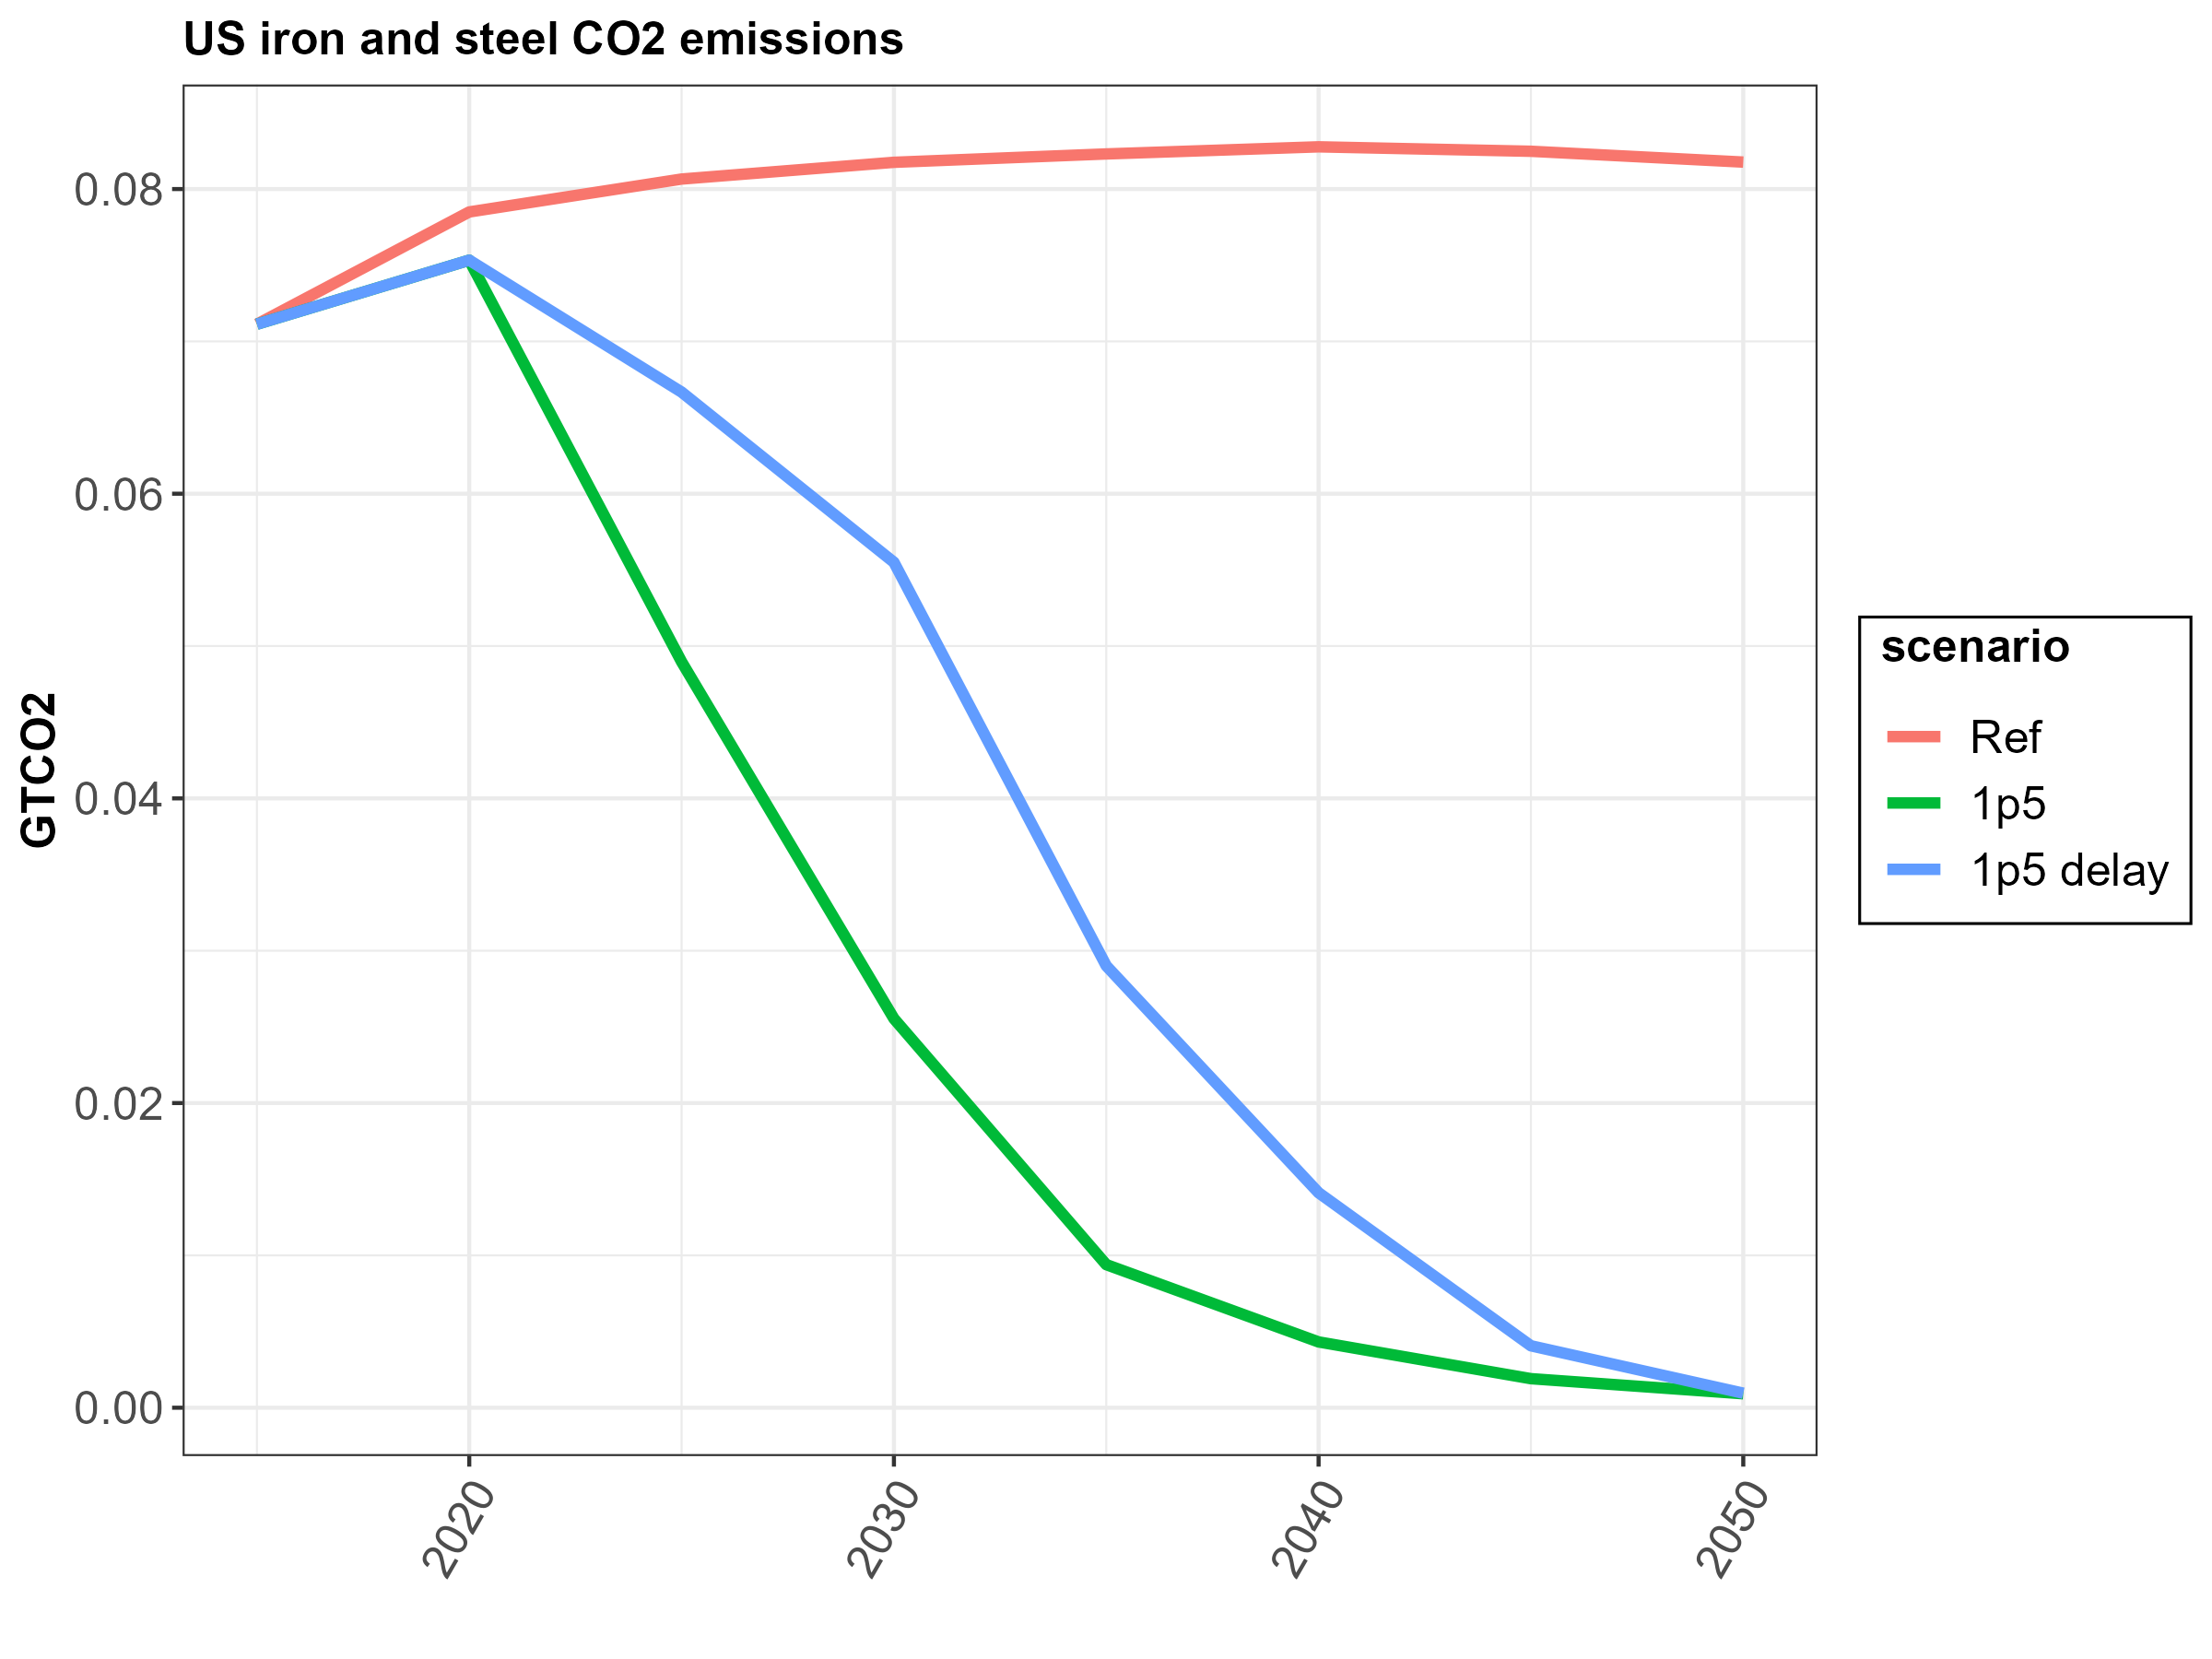 US iron and steel CO2 emissions
GTCO2
0.08
0.06
0.04
0.02
0.00
2020
2030
2040
2050
scenario
Ref
1p5
1p5 delay